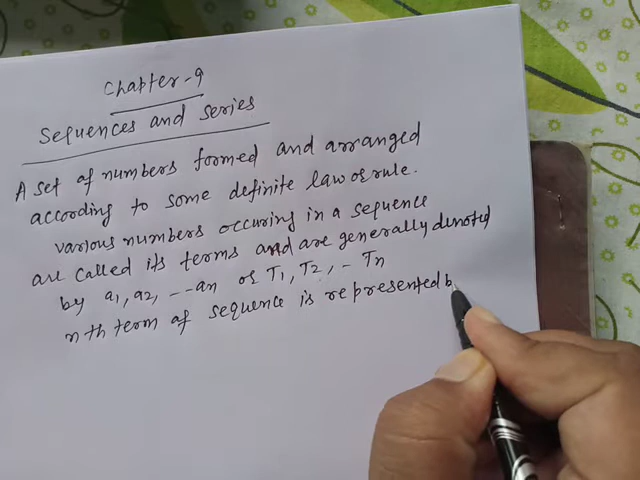 Chapter-9
Sequences and series
A set of numbers formed and arranged
according to some definite law or rule.
various numbers occuring in a sequence
are called its terms and are generally denoted
by a1, a2, ---an or T1, T2, - Tn
nth term of sequence is represented b